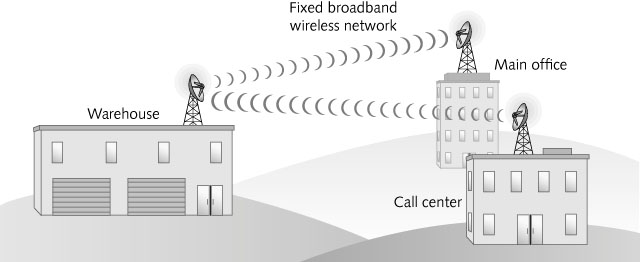 Fixed broadband
wireless network
Main office
Warehouse
Call center